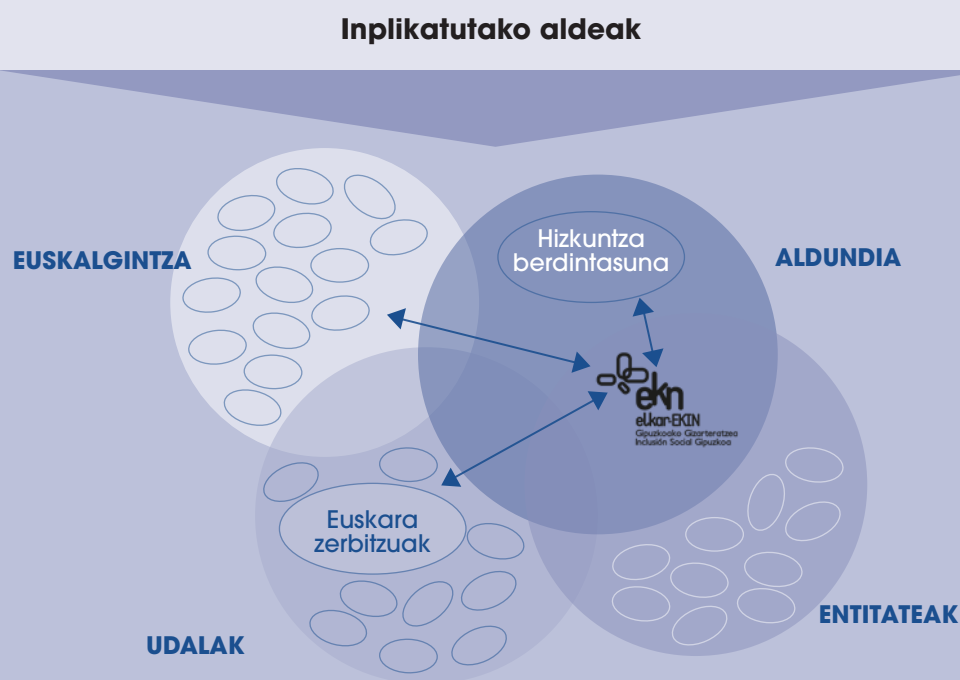 Inplikatutako aldeak
EUSKALGINTZA
Hizkuntza
berdintasuna
ALDUNDIA
ekn
elkar-EKIN
Gipuzkoako Gizarteratzea
Inclusión Social Gipuzkoa
Euskara
zerbitzuak
UDALAK
ENTITATEAK